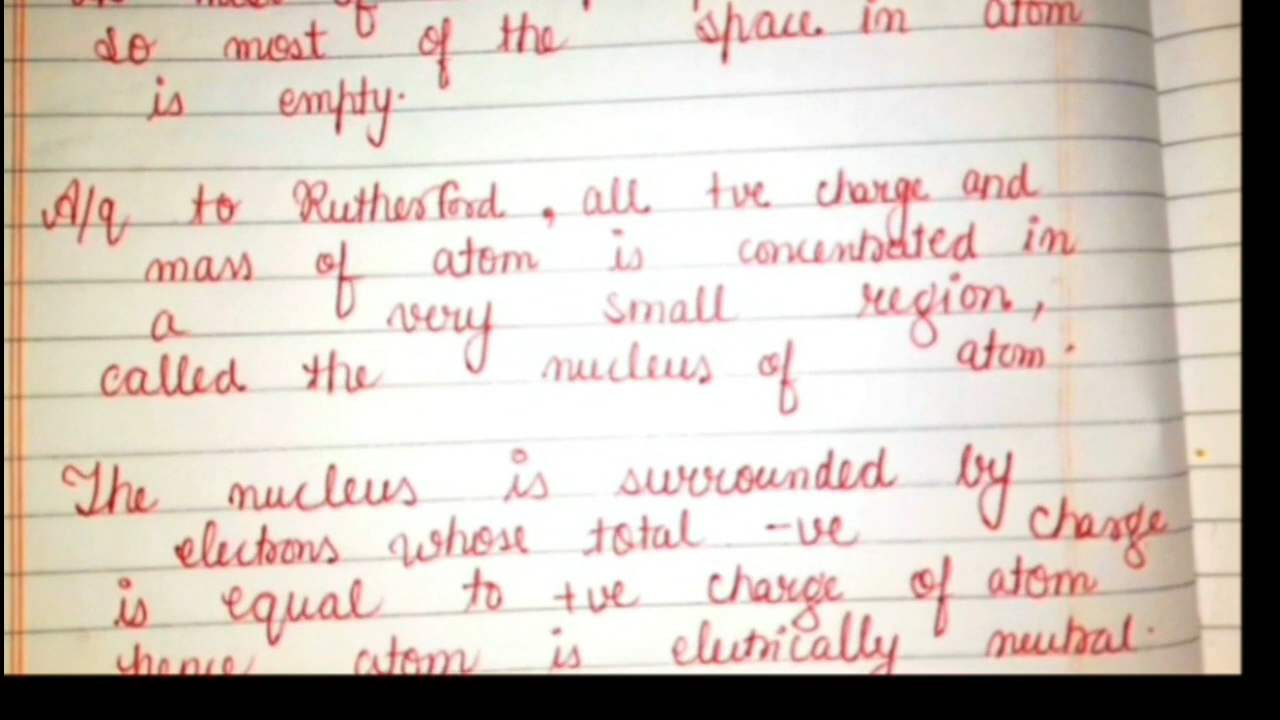 so most of the space in atom
is empty.
A/q to Rutherford, all +ve charge and
mass of atom is concentrated in
a very small region,
called the nucleus of atom.
The nucleus is surrounded by
electrons whose total -ve charge
is equal to +ve charge of atom
hence atom is eletrically neutral.